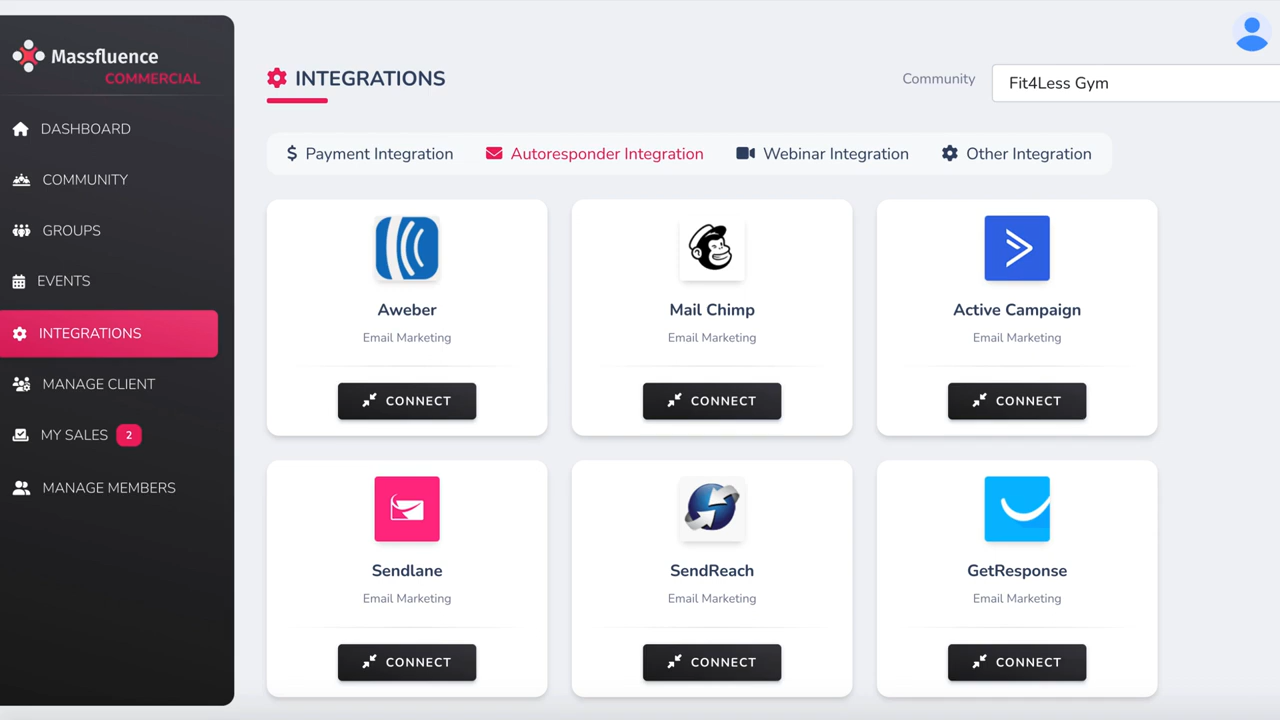 Massfluence
COMMERCIAL
DASHBOARD
COMMUNITY
GROUPS
EVENTS
INTEGRATIONS
MANAGE CLIENT
MY SALES 2
MANAGE MEMBERS
INTEGRATIONS
Community Fit4Less Gym
$ Payment Integration Autoresponder Integration Webinar Integration Other Integration
Aweber Mail Chimp Active Campaign
Email Marketing Email Marketing Email Marketing
CONNECT CONNECT CONNECT
Sendlane SendReach GetResponse
Email Marketing Email Marketing Email Marketing
CONNECT CONNECT CONNECT